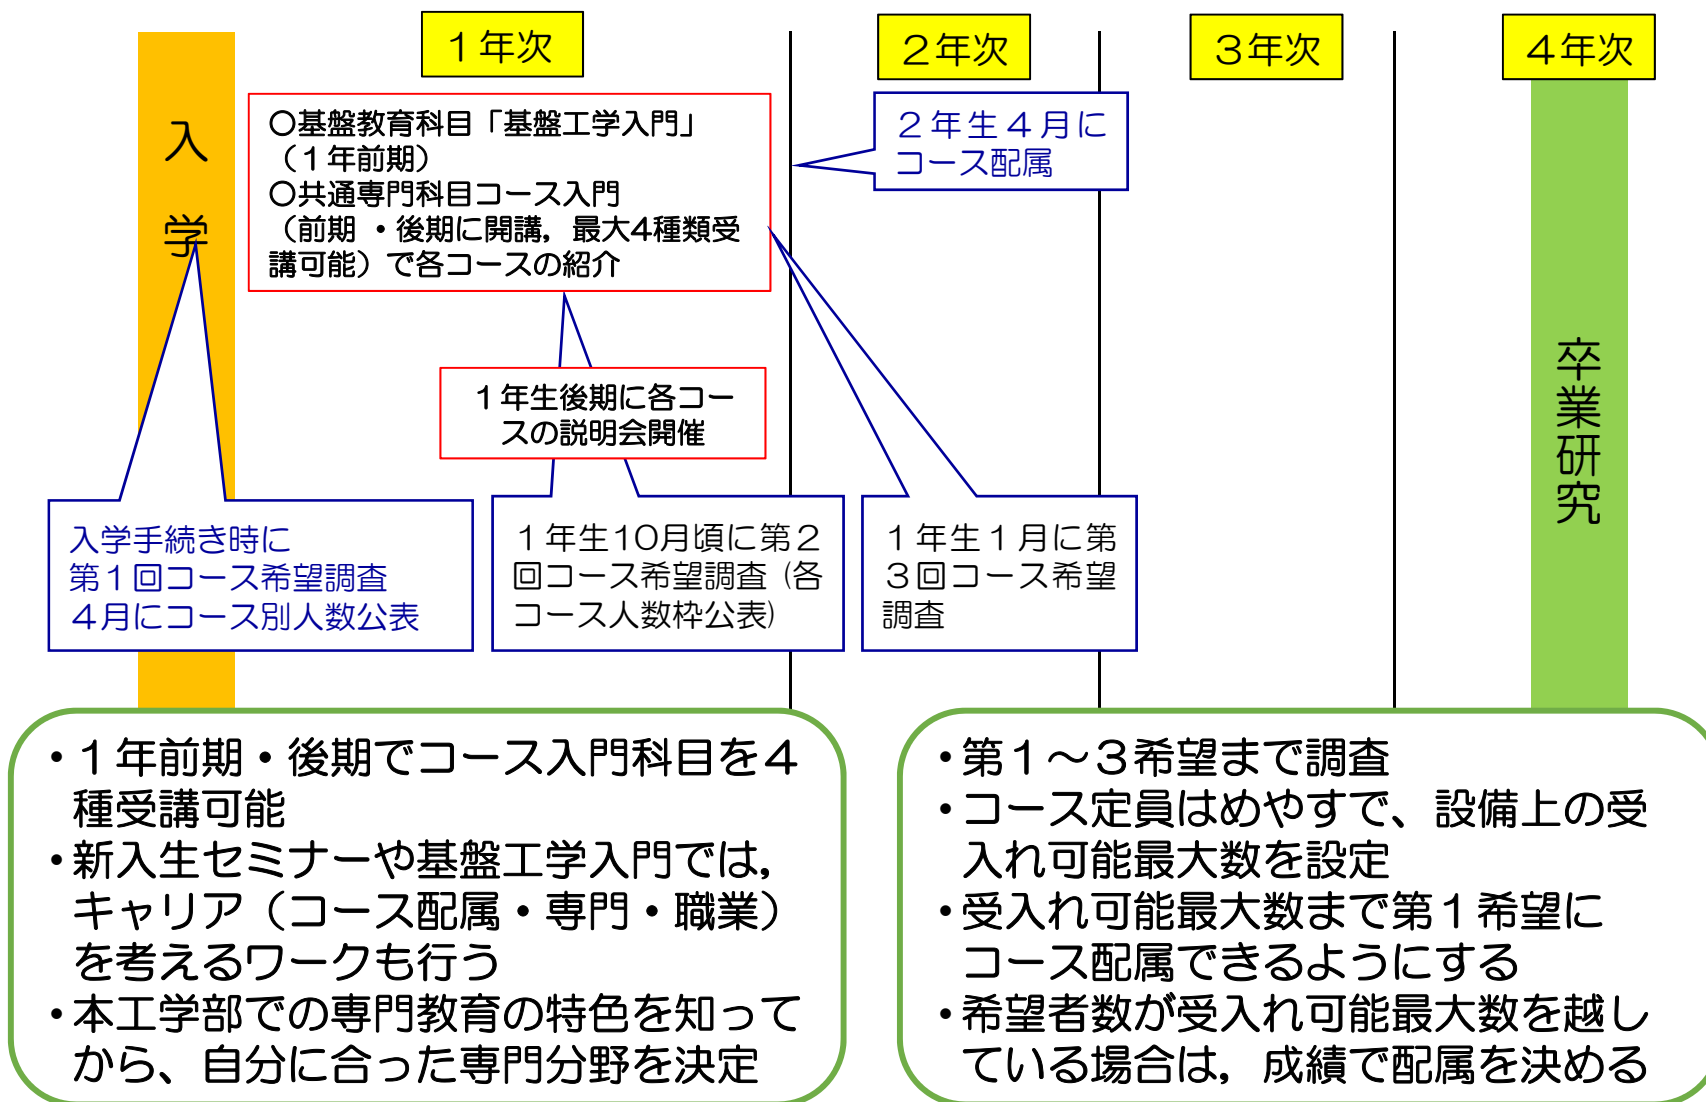 １年次
２年次
３年次
４年次
入学
○基盤教育科目「基盤工学入門」
（１年前期）
○共通専門科目コース入門
（前期・後期に開講，最大4種類受
講可能）で各コースの紹介
２年生４月に
コース配属
１年生後期に各コー
スの説明会開催
入学手続き時に
第１回コース希望調査
４月にコース別人数公表
１年生10月頃に第２
回コース希望調査（各
コース人数枠公表）
１年生１月に第
３回コース希望
調査
卒業研究
・１年前期・後期でコース入門科目を４
種受講可能
・新入生セミナーや基盤工学入門では，
キャリア（コース配属・専門・職業）
を考えるワークも行う
・本工学部での専門教育の特色を知って
から、自分に合った専門分野を決定
・第１～３希望まで調査
・コース定員はめやすで、設備上の受
入れ可能最大数を設定
・受入れ可能最大数まで第１希望に
コース配属できるようにする
・希望者数が受入れ可能最大数を越し
ている場合は，成績で配属を決める